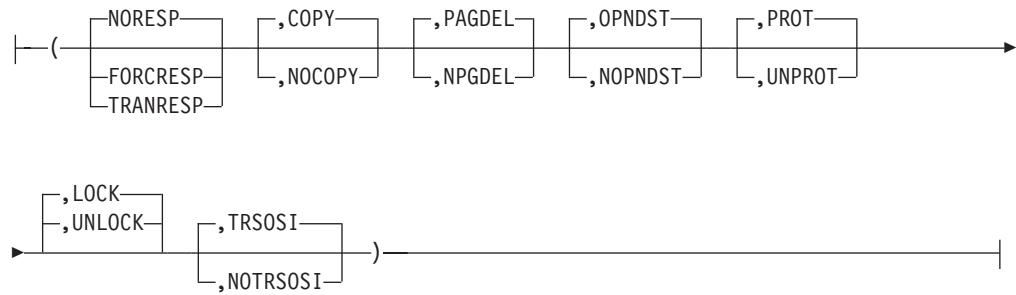 NORESP ,COPY ,PAGDEL ,OPNDST ,PROT
(
FORCRESP ,NOCOPY ,NPGDEL ,NOPNDST ,UNPROT
TRANRESP
,LOCK
,UNLOCK ,TRSOSI
)
,NOTRSOSI